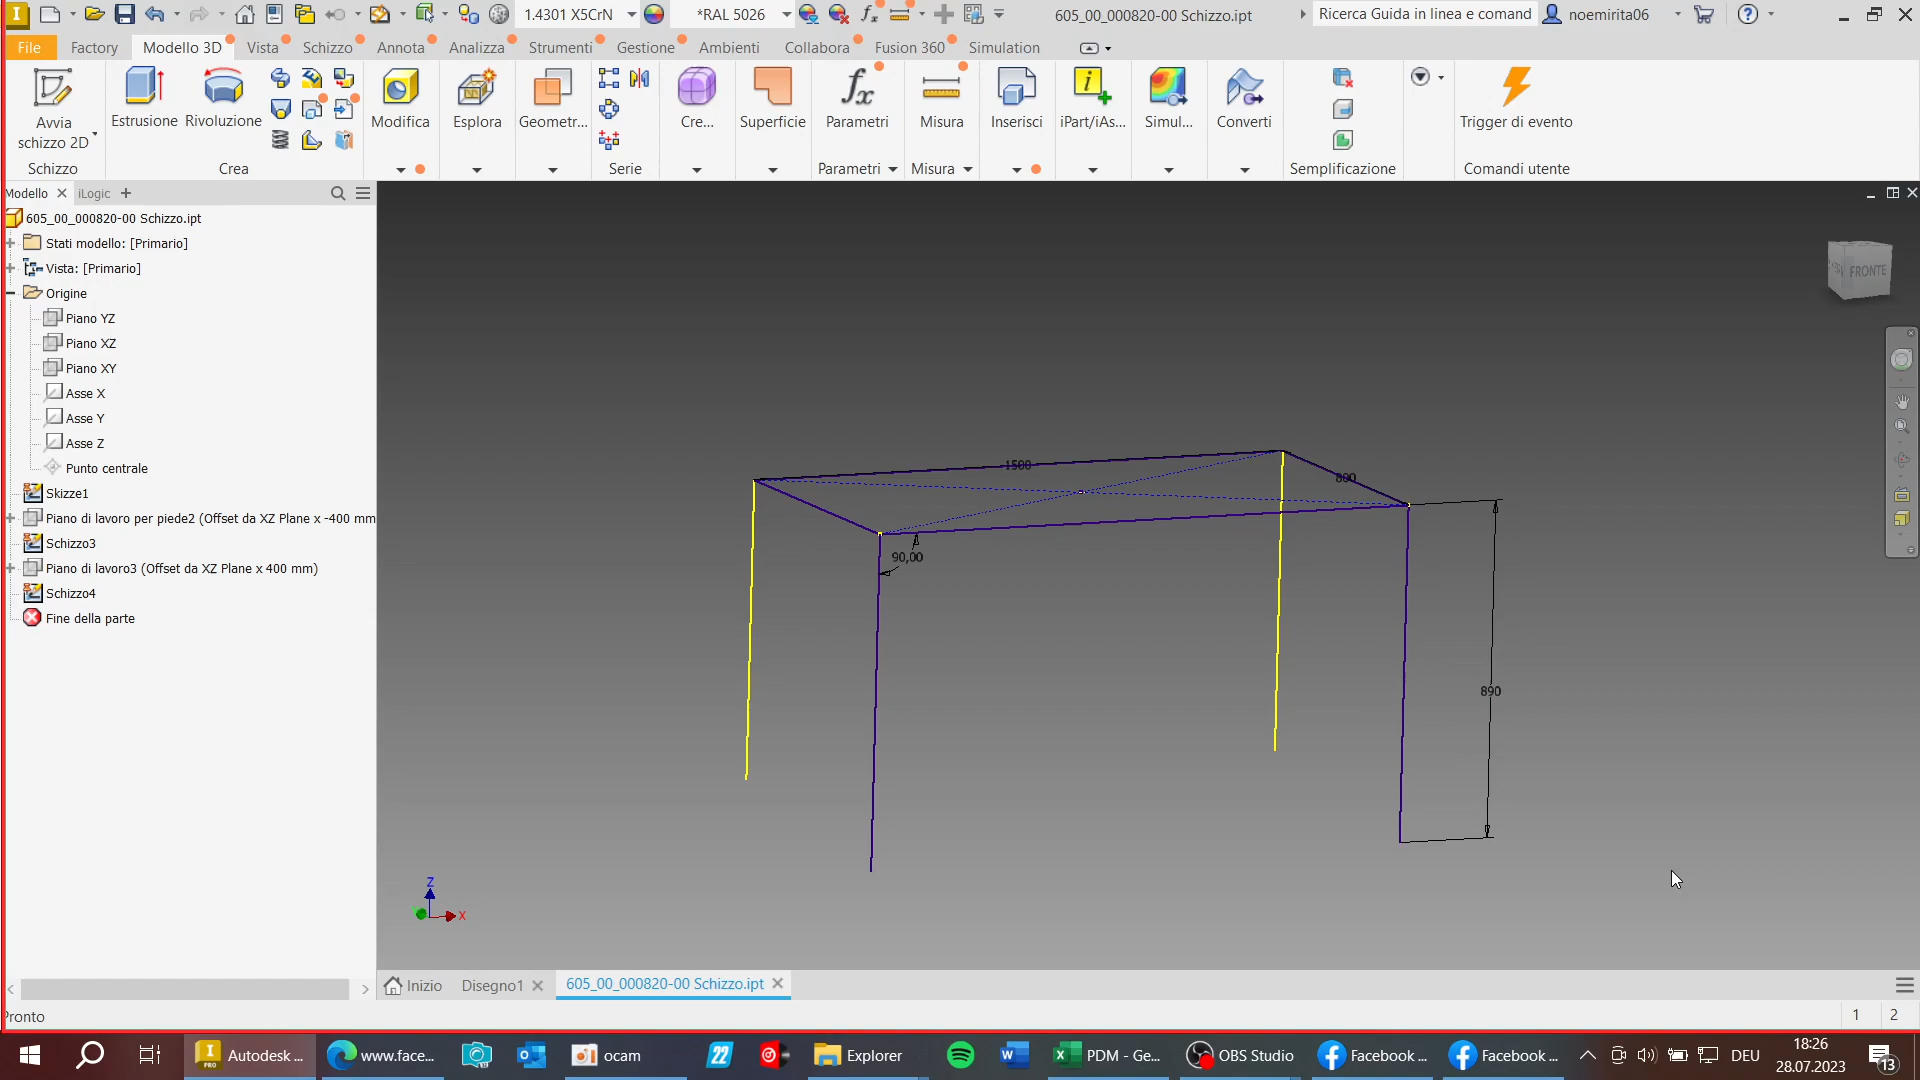 1.4301 X5CrN
*RAL 5026
605_00_000820-00 Schizzo.ipt
Ricerca Guida in linea e comand
noemirita06
File
Factory
Modello 3D
Vista
Schizzo
Annota
Analizza
Strumenti
Gestione
Ambienti
Collabora
Fusion 360
Simulation
Avvia
schizzo 2D
Estrusione
Rivoluzione
Modifica
Esplora
Geometr...
Cre...
Superficie
Parametri
Misura
Inserisci
iPart/iAs...
Simul...
Converti
Trigger di evento
Schizzo
Crea
Serie
Parametri
Misura
Semplificazione
Comandi utente
Modello
iLogic
605_00_000820-00 Schizzo.ipt
Stati modello: [Primario]
Vista: [Primario]
Origine
Piano YZ
Piano XZ
Piano XY
Asse X
Asse Y
Asse Z
Punto centrale
Skizze1
Piano di lavoro per piede2 (Offset da XZ Plane x -400 mm
Schizzo3
Piano di lavoro3 (Offset da XZ Plane x 400 mm)
Schizzo4
Fine della parte
FRONTE
1500
800
90,00
890
Z
X
Inizio
Disegno1
605_00_000820-00 Schizzo.ipt
Pronto
1
2
Autodesk ...
PRO
www.face...
ocam
22
Explorer
PDM - Ge...
OBS Studio
Facebook ...
Facebook ...
DEU
18:26
28.07.2023
13